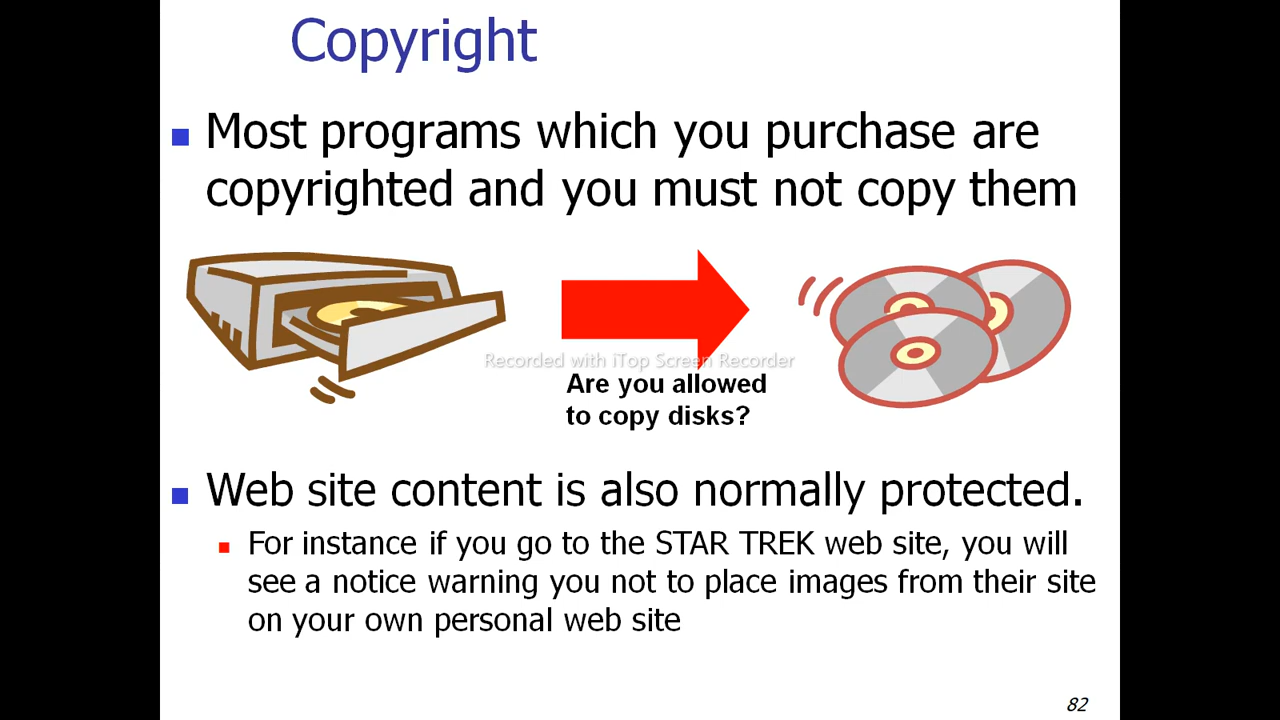 Copyright
Most programs which you purchase are
copyrighted and you must not copy them
Recorded with iTop Screen Recorder
Are you allowed
to copy disks?
Web site content is also normally protected.
For instance if you go to the STAR TREK web site, you will
see a notice warning you not to place images from their site
on your own personal web site
82